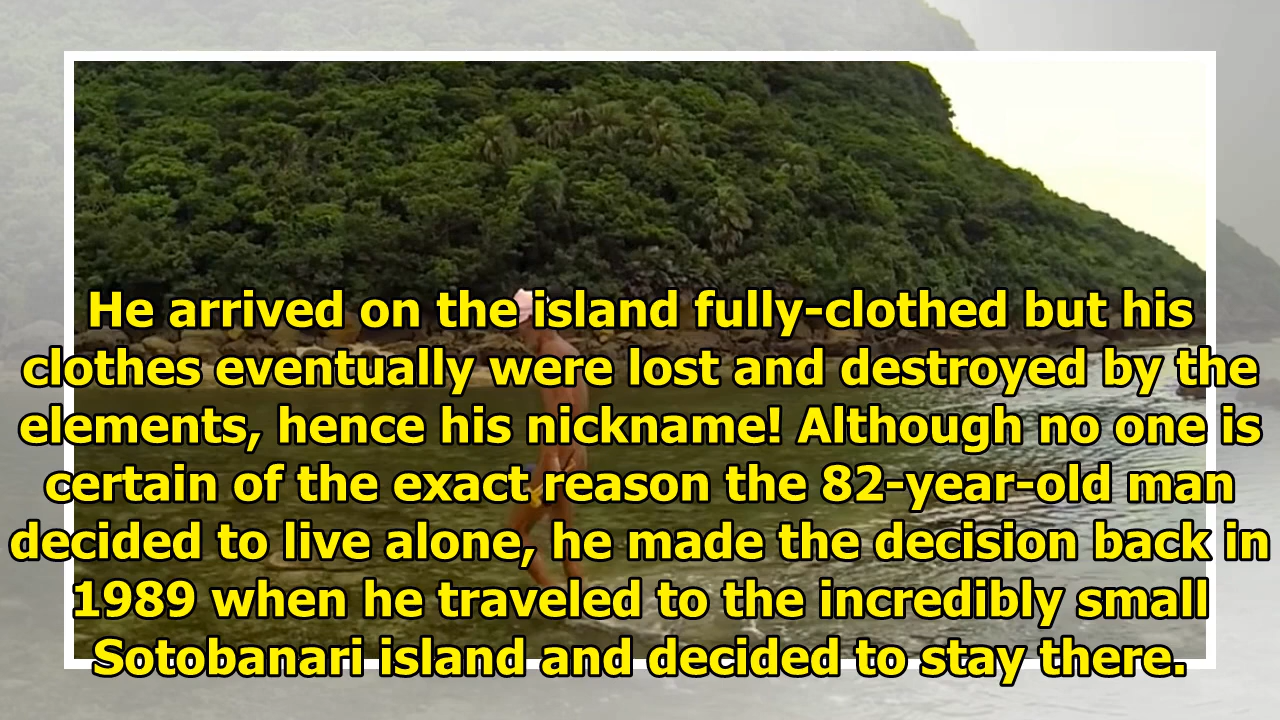 He arrived on the island fully-clothed but his
clothes eventually were lost and destroyed by the
elements, hence his nickname! Although no one is
certain of the exact reason the 82-year-old man
decided to live alone, he made the decision back in
1989 when he traveled to the incredibly small
Sotobanari island and decided to stay there.